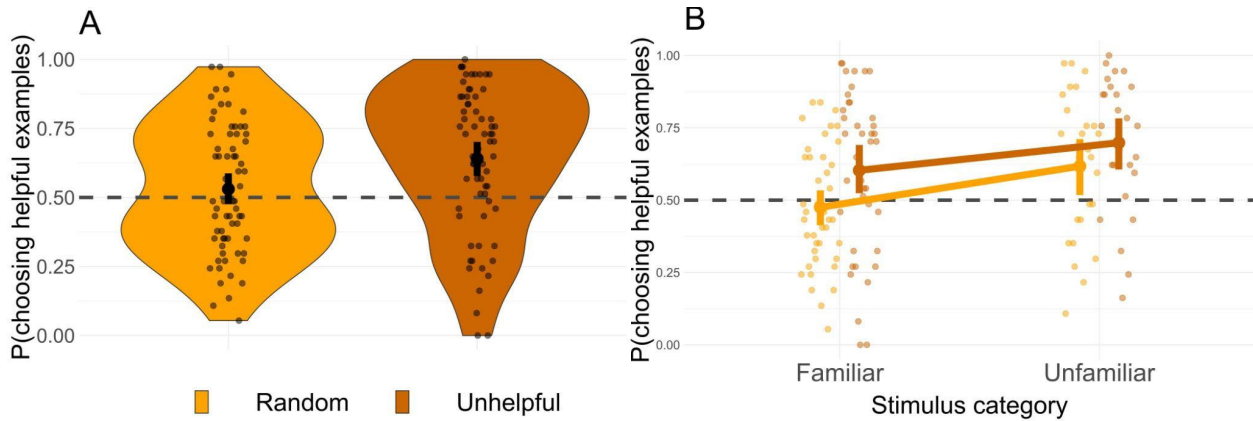 A
P(choosing helpful examples)
1.00
0.75
0.50
0.25
0.00
Random
Unhelpful
B
P(choosing helpful examples)
1.00
0.75
0.50
0.25
0.00
Familiar
Unfamiliar
Stimulus category